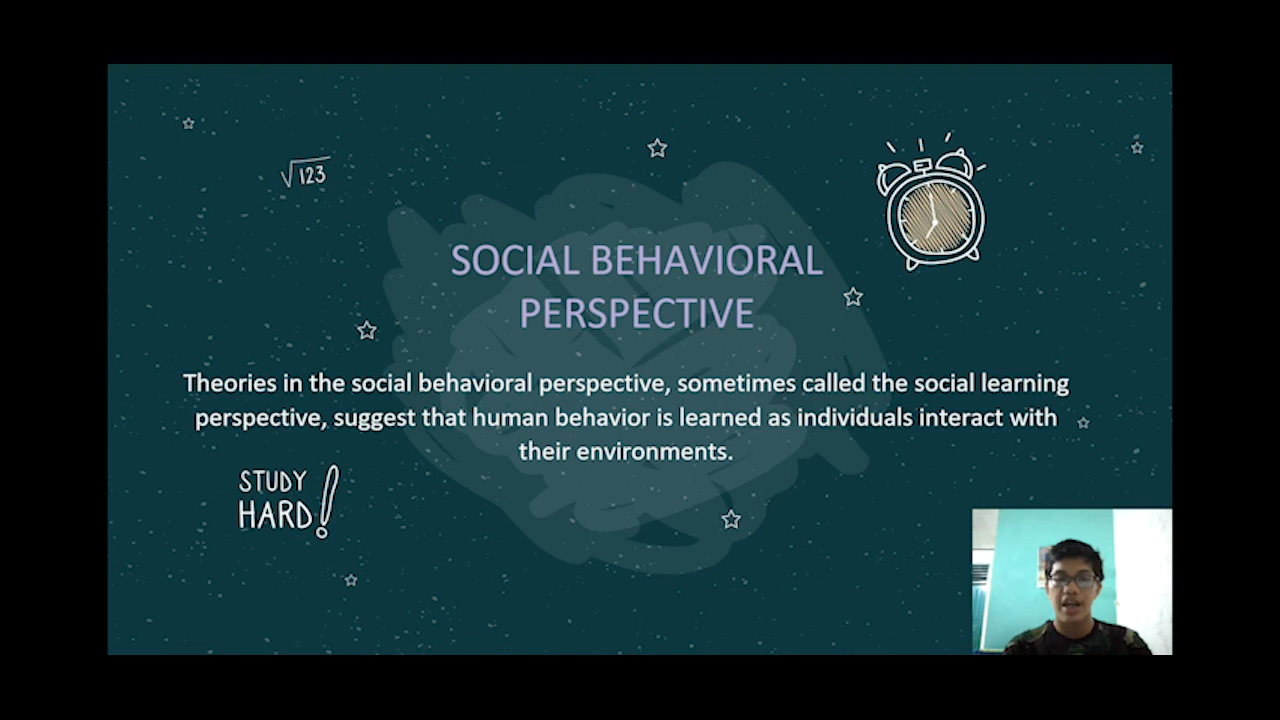 √123
SOCIAL BEHAVIORAL
PERSPECTIVE
Theories in the social behavioral perspective, sometimes called the social learning
perspective, suggest that human behavior is learned as individuals interact with
their environments.
STUDY
HARD!